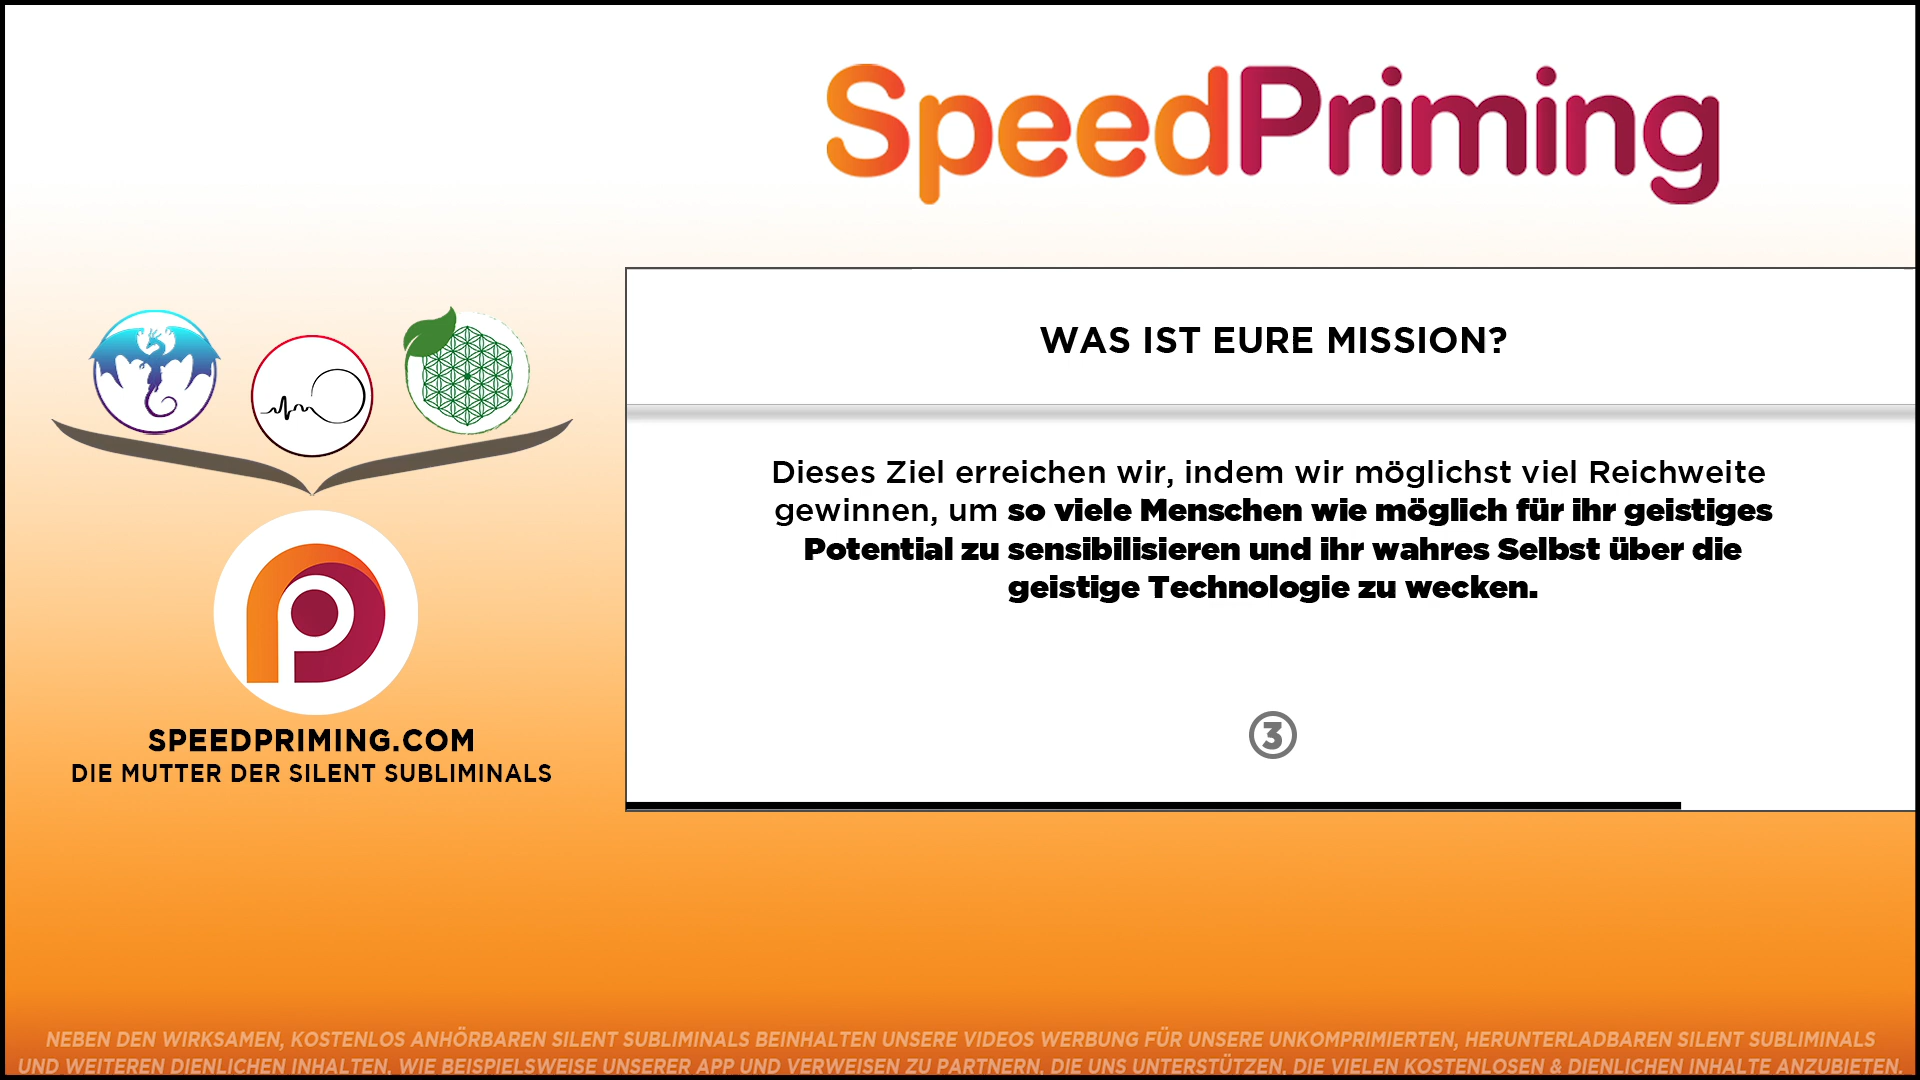 SpeedPriming
WAS IST EURE MISSION?
Dieses Ziel erreichen wir, indem wir möglichst viel Reichweite
gewinnen, um so viele Menschen wie möglich für ihr geistiges
Potential zu sensibilisieren und ihr wahres Selbst über die
geistige Technologie zu wecken.
3
SPEEDPRIMING.COM
DIE MUTTER DER SILENT SUBLIMINALS
NEBEN DEN WIRKSAMEN, KOSTENLOS ANHÖRBAREN SILENT SUBLIMINALS BEINHALTEN UNSERE VIDEOS WERBUNG FÜR UNSERE UNKOMPRIMIERTEN, HERUNTERLADBAREN SILENT SUBLIMINALS
UND WEITEREN DIENLICHEN INHALTEN, WIE BEISPIELSWEISE UNSERER APP UND VERWEISEN ZU PARTNERN, DIE UNS UNTERSTÜTZEN, DIE VIELEN KOSTENLOSEN & DIENLICHEN INHALTE ANZUBIETEN.